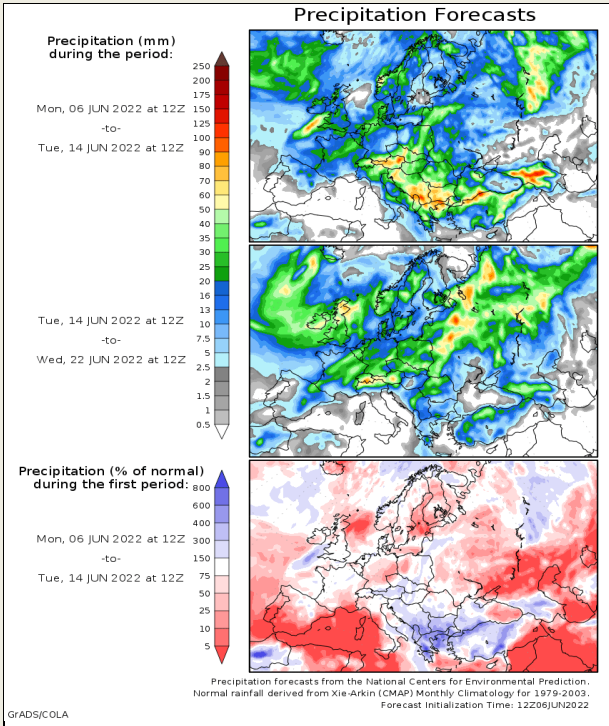 Precipitation Forecasts
Precipitation (mm)
during the period:
Mon, 06 JUN 2022 at 12Z
-to-
Tue, 14 JUN 2022 at 12Z
250
200
175
150
125
100
90
80
70
60
50
40
35
30
25
20
16
13
10
7.5
5
2.5
2
1.5
1
0.5
Tue, 14 JUN 2022 at 12Z
-to-
Wed, 22 JUN 2022 at 12Z
Precipitation (% of normal)
during the first period:
Mon, 06 JUN 2022 at 12Z
-to-
Tue, 14 JUN 2022 at 12Z
800
600
400
300
150
75
50
25
10
5
Precipitation forecasts from the National Centers for Environmental Prediction.
Normal rainfall derived from Xie-Arkin (CMAP) Monthly Climatology for 1979-2003.
Forecast Initialization Time: 12Z06JUN2022
GrADS/COLA